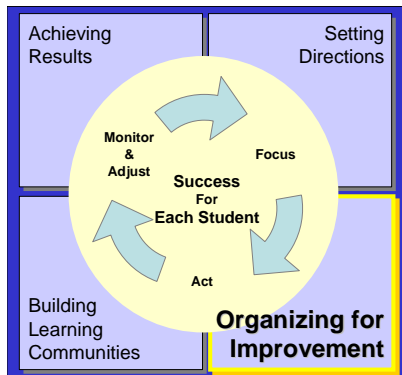 Achieving
Results
Setting
Directions
Monitor
&
Adjust
Focus
Success
For
Each Student
Act
Building
Learning
Communities
Organizing for
Improvement